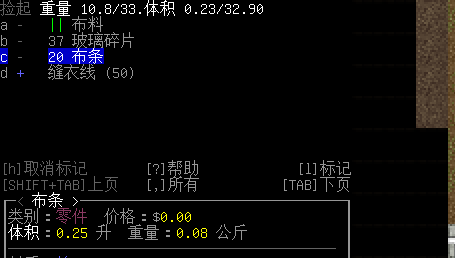 捡起 重量 10.8/33.体积 0.23/32.90
a - || 布料
b - 37 玻璃碎片
c - 20 布条
d + 缝衣线 (50)
[h]取消标记 [?]帮助 [l]标记
[SHIFT+TAB]上页 [,]所有 [TAB]下页
< 布条 >
类别：零件 价格：$0.00
体积：0.25 升 重量：0.08 公斤